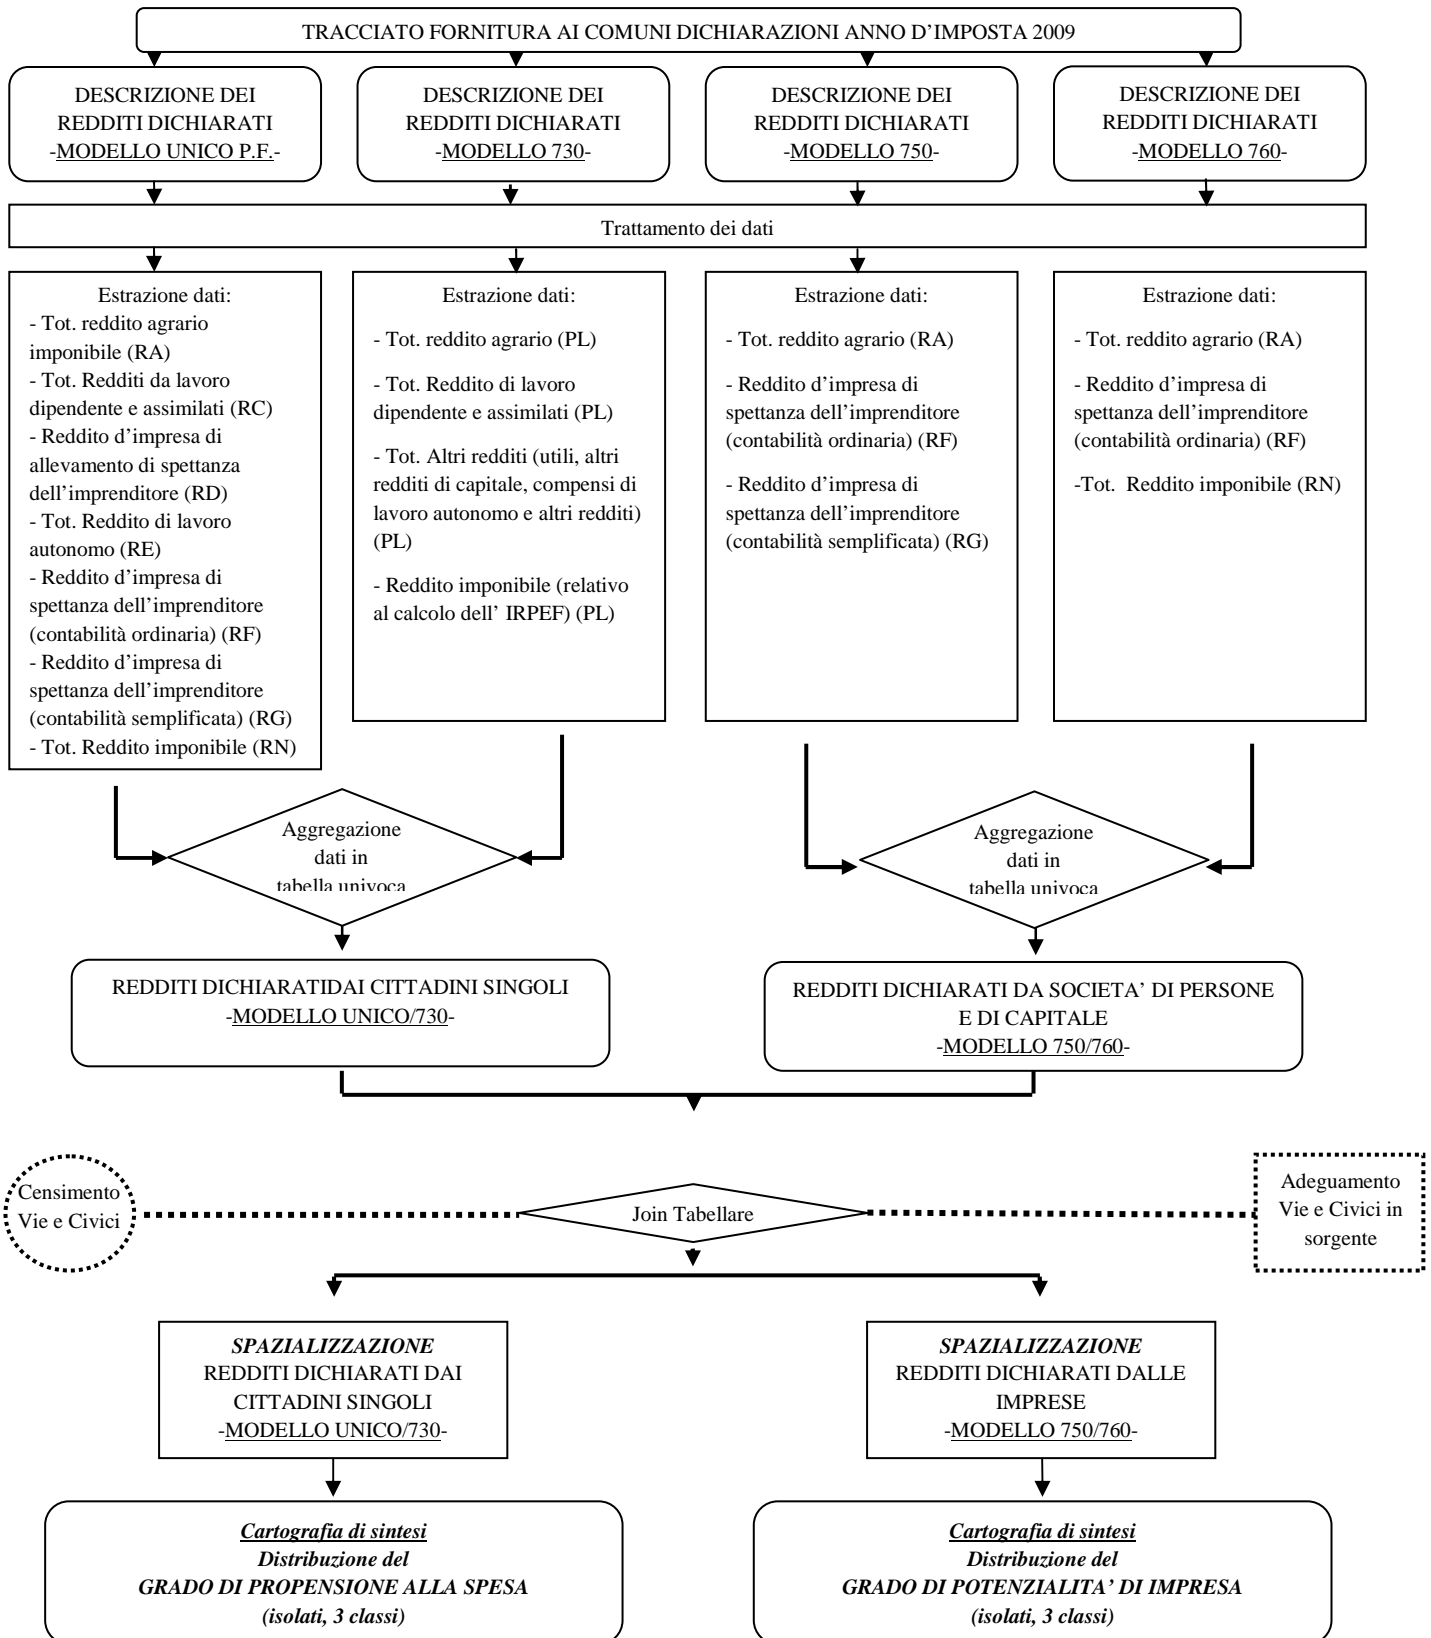 TRACCIATO FORNITURA AI COMUNI DICHIARAZIONI ANNO D'IMPOSTA 2009
DESCRIZIONE DEI
REDDITI DICHIARATI
-MODELLO UNICO P.F.-
DESCRIZIONE DEI
REDDITI DICHIARATI
-MODELLO 730-
DESCRIZIONE DEI
REDDITI DICHIARATI
-MODELLO 750-
DESCRIZIONE DEI
REDDITI DICHIARATI
-MODELLO 760-
Trattamento dei dati
Estrazione dati:
- Tot. reddito agrario
imponibile (RA)
- Tot. Redditi da lavoro
dipendente e assimilati (RC)
- Reddito d'impresa di
allevamento di spettanza
dell'imprenditore (RD)
- Tot. Reddito di lavoro
autonomo (RE)
- Reddito d'impresa di
spettanza dell'imprenditore
(contabilità ordinaria) (RF)
- Reddito d'impresa di
spettanza dell'imprenditore
(contabilità semplificata) (RG)
- Tot. Reddito imponibile (RN)
Estrazione dati:
- Tot. reddito agrario (PL)
- Tot. Reddito di lavoro
dipendente e assimilati (PL)
- Tot. Altri redditi (utili, altri
redditi di capitale, compensi di
lavoro autonomo e altri redditi)
(PL)
- Reddito imponibile (relativo
al calcolo dell' IRPEF) (PL)
Estrazione dati:
- Tot. reddito agrario (RA)
- Reddito d'impresa di
spettanza dell'imprenditore
(contabilità ordinaria) (RF)
- Reddito d'impresa di
spettanza dell'imprenditore
(contabilità semplificata) (RG)
Estrazione dati:
- Tot. reddito agrario (RA)
- Reddito d'impresa di
spettanza dell'imprenditore
(contabilità ordinaria) (RF)
-Tot.  Reddito imponibile (RN)
Aggregazione
dati in
tabella univoca
Aggregazione
dati in
tabella univoca
REDDITI DICHIARATIDAI CITTADINI SINGOLI
-MODELLO UNICO/730-
REDDITI DICHIARATI DA SOCIETA' DI PERSONE
E DI CAPITALE
-MODELLO 750/760-
Censimento
Vie e Civici
Join Tabellare
Adeguamento
Vie e Civici in
sorgente
SPAZIALIZZAZIONE
REDDITI DICHIARATI DAI
CITTADINI SINGOLI
-MODELLO UNICO/730-
SPAZIALIZZAZIONE
REDDITI DICHIARATI DALLE
IMPRESE
-MODELLO 750/760-
Cartografia di sintesi
Distribuzione del
GRADO DI PROPENSIONE ALLA SPESA
(isolati, 3 classi)
Cartografia di sintesi
Distribuzione del
GRADO DI POTENZIALITA' DI IMPRESA
(isolati, 3 classi)